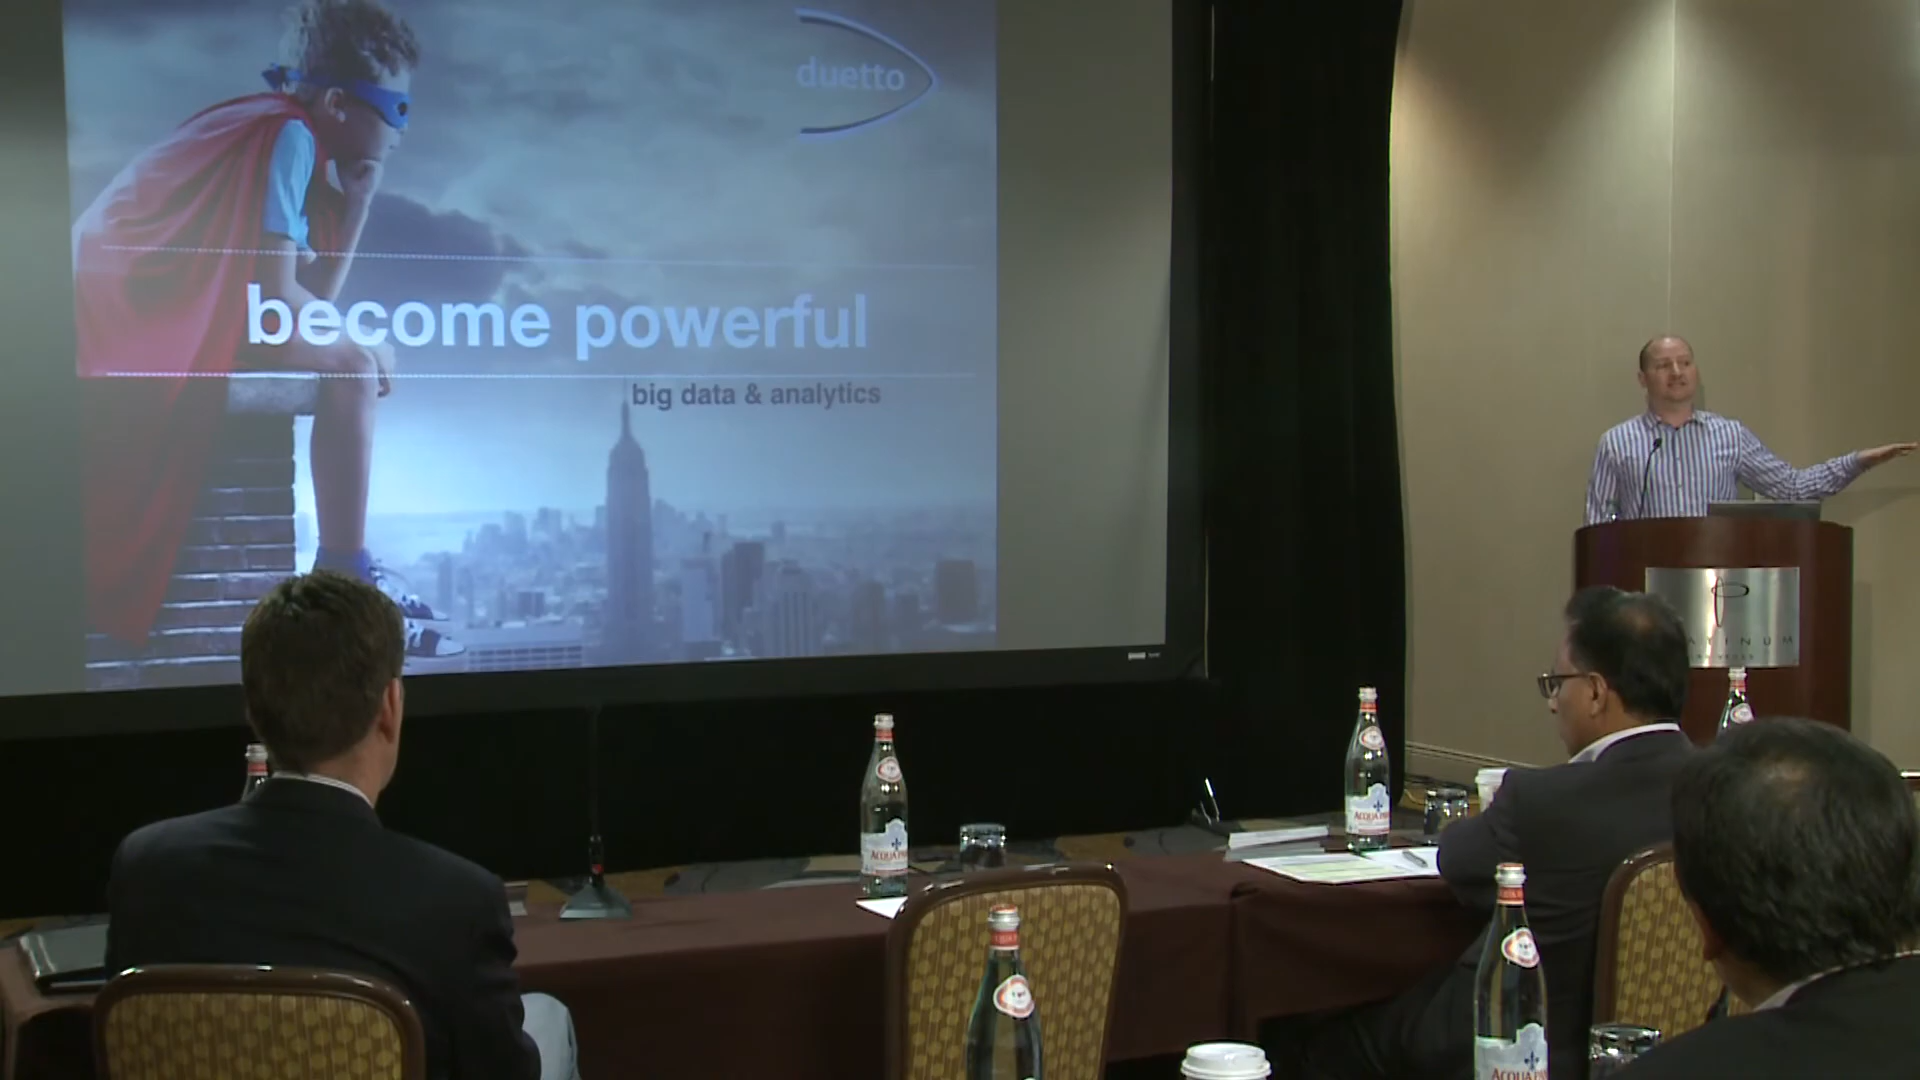 duetto
become powerful
big data & analytics
ACQUA PANNA